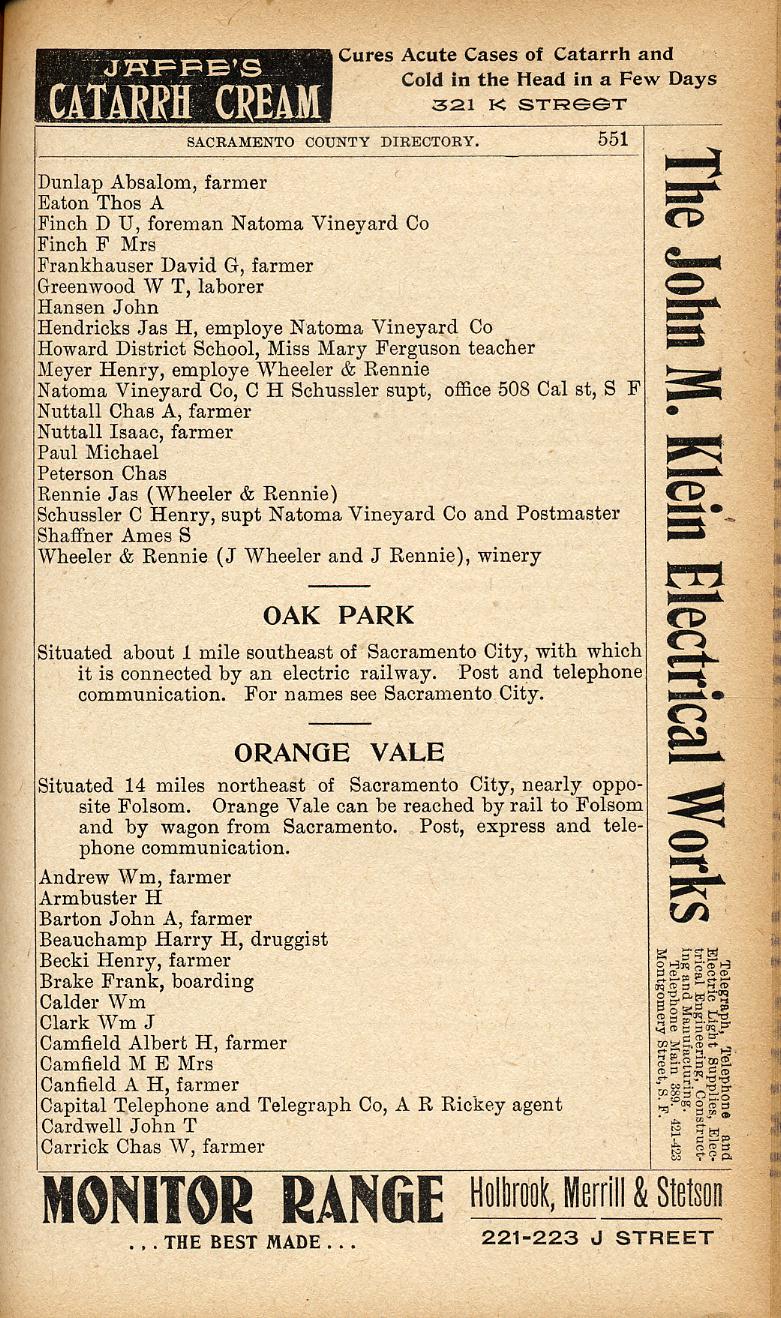 JAFFE'S
CATARRH CREAM
Cures Acute Cases of Catarrh and
Cold in the Head in a Few Days
321 K STREET
SACRAMENTO COUNTY DIRECTORY. 551
Dunlap Absalom, farmer
Eaton Thos A
Finch D U, foreman Natoma Vineyard Co
Finch F Mrs
Frankhauser David G, farmer
Greenwood W T, laborer
Hansen John
Hendricks Jas H, employe Natoma Vineyard Co
Howard District School, Miss Mary Ferguson teacher
Meyer Henry, employe Wheeler & Rennie
Natoma Vineyard Co, C H Schussler supt, office 508 Cal st, S F
Nuttall Chas A, farmer
Nuttall Isaac, farmer
Paul Michael
Peterson Chas
Rennie Jas (Wheeler & Rennie)
Schussler C Henry, supt Natoma Vineyard Co and Postmaster
Shaffner Ames S
Wheeler & Rennie (J Wheeler and J Rennie), winery
OAK PARK
Situated about 1 mile southeast of Sacramento City, with which
it is connected by an electric railway. Post and telephone
communication. For names see Sacramento City.
ORANGE VALE
Situated 14 miles northeast of Sacramento City, nearly oppo-
site Folsom. Orange Vale can be reached by rail to Folsom
and by wagon from Sacramento. Post, express and tele-
phone communication.
Andrew Wm, farmer
Armbuster H
Barton John A, farmer
Beauchamp Harry H, druggist
Becki Henry, farmer
Brake Frank, boarding
Calder Wm
Clark Wm J
Camfield Albert H, farmer
Camfield M E Mrs
Canfield A H, farmer
Capital Telephone and Telegraph Co, A R Rickey agent
Cardwell John T
Carrick Chas W, farmer
The John M. Klein Electrical Works
Telegraph, Telephone and
Electric Light Supplies, Elec-
trical Engineering, Construct-
ing and Manufacturing.
Telephone Main 389. 421-423
Montgomery Street, S. F.
MONITOR RANGE
...THE BEST MADE...
Holbrook, Merrill & Stetson
221-223 J STREET